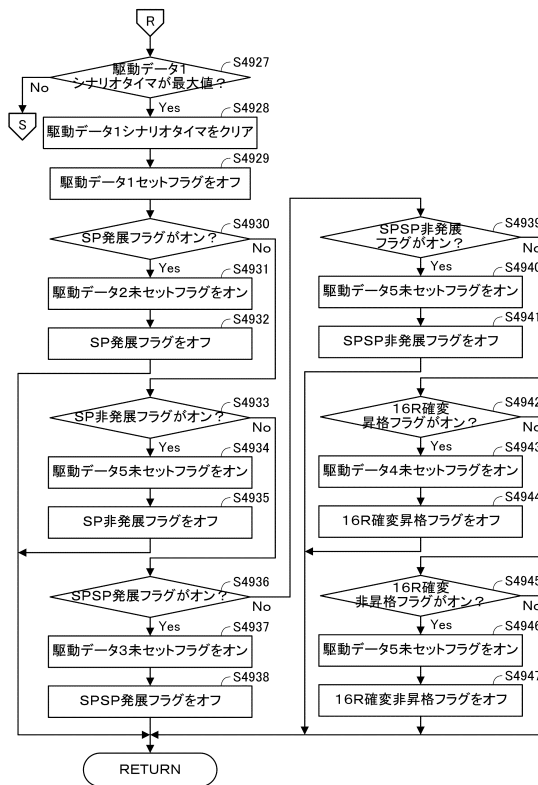 R
S4927
駆動データ1
シナリオタイマが最大値？
No
Yes
S
S4928
駆動データ1シナリオタイマをクリア
S4929
駆動データ1セットフラグをオフ
S4930
SP発展フラグがオン？
No
Yes
S4931
駆動データ2未セットフラグをオン
S4932
SP発展フラグをオフ
S4933
SP非発展フラグがオン？
No
Yes
S4934
駆動データ5未セットフラグをオン
S4935
SP非発展フラグをオフ
S4936
SPSP発展フラグがオン？
No
Yes
S4937
駆動データ3未セットフラグをオン
S4938
SPSP発展フラグをオフ
RETURN
S4939
SPSP非発展
フラグがオン？
No
Yes
S4940
駆動データ5未セットフラグをオン
S4941
SPSP非発展フラグをオフ
S4942
16R確変
昇格フラグがオン？
No
Yes
S4943
駆動データ4未セットフラグをオン
S4944
16R確変昇格フラグをオフ
S4945
16R確変
非昇格フラグがオン？
No
Yes
S4946
駆動データ5未セットフラグをオン
S4947
16R確変非昇格フラグをオフ